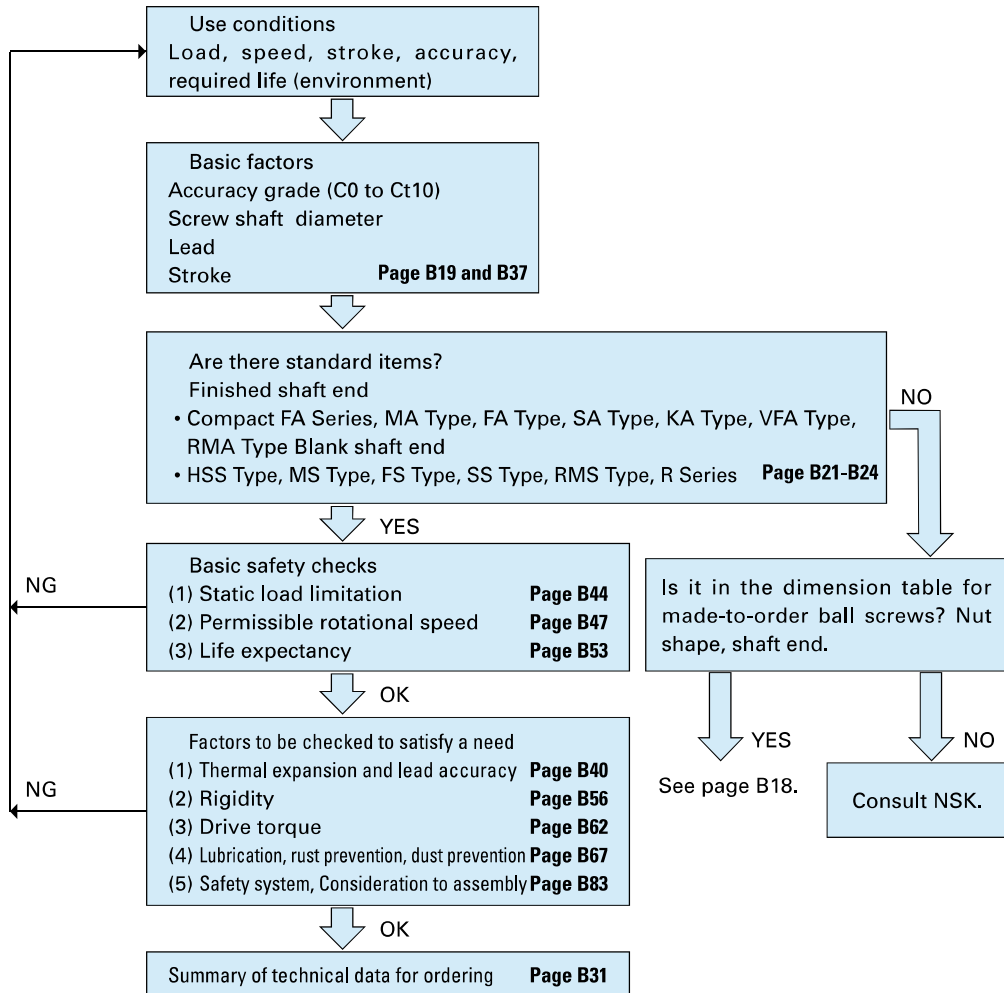 Use conditions
Load, speed, stroke, accuracy,
required life (environment)
Basic factors
Accuracy grade (C0 to Ct10)
Screw shaft diameter
Lead
Stroke Page B19 and B37
Are there standard items?
Finished shaft end
• Compact FA Series, MA Type, FA Type, SA Type, KA Type, VFA Type,
RMA Type Blank shaft end
• HSS Type, MS Type, FS Type, SS Type, RMS Type, R Series Page B21-B24
NO
YES
Basic safety checks
(1) Static load limitation Page B44
(2) Permissible rotational speed Page B47
(3) Life expectancy Page B53
NG
OK
Is it in the dimension table for
made-to-order ball screws? Nut
shape, shaft end.
YES
NO
See page B18.
Consult NSK.
Factors to be checked to satisfy a need
(1) Thermal expansion and lead accuracy Page B40
(2) Rigidity Page B56
(3) Drive torque Page B62
(4) Lubrication, rust prevention, dust prevention Page B67
(5) Safety system, Consideration to assembly Page B83
NG
OK
Summary of technical data for ordering Page B31